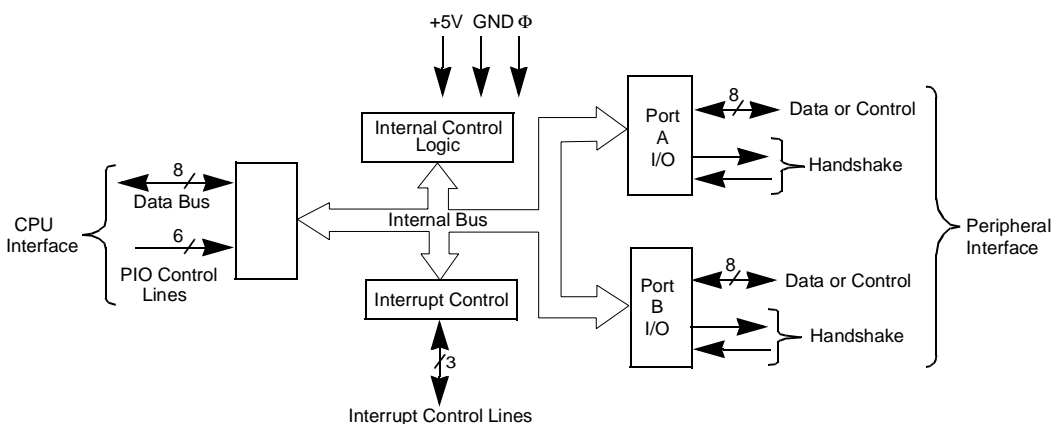 +5V GND Φ
Internal Control
Logic
Port
A
I/O
8
Data or Control
Handshake
CPU
Interface
8
Data Bus
6
PIO Control
Lines
Internal Bus
Interrupt Control
3
Interrupt Control Lines
Port
B
I/O
8
Data or Control
Handshake
Peripheral
Interface